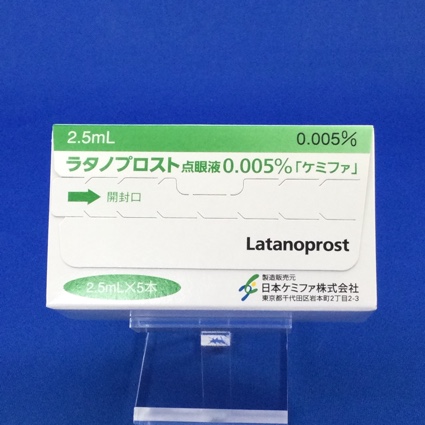 2.5mL 0.005%
ラタノプロスト点眼液0.005%「ケミファ」
開封口
Latanoprost
2.5mL×5本
製造販売元
日本ケミファ株式会社
東京都千代田区岩本町2丁目2-3